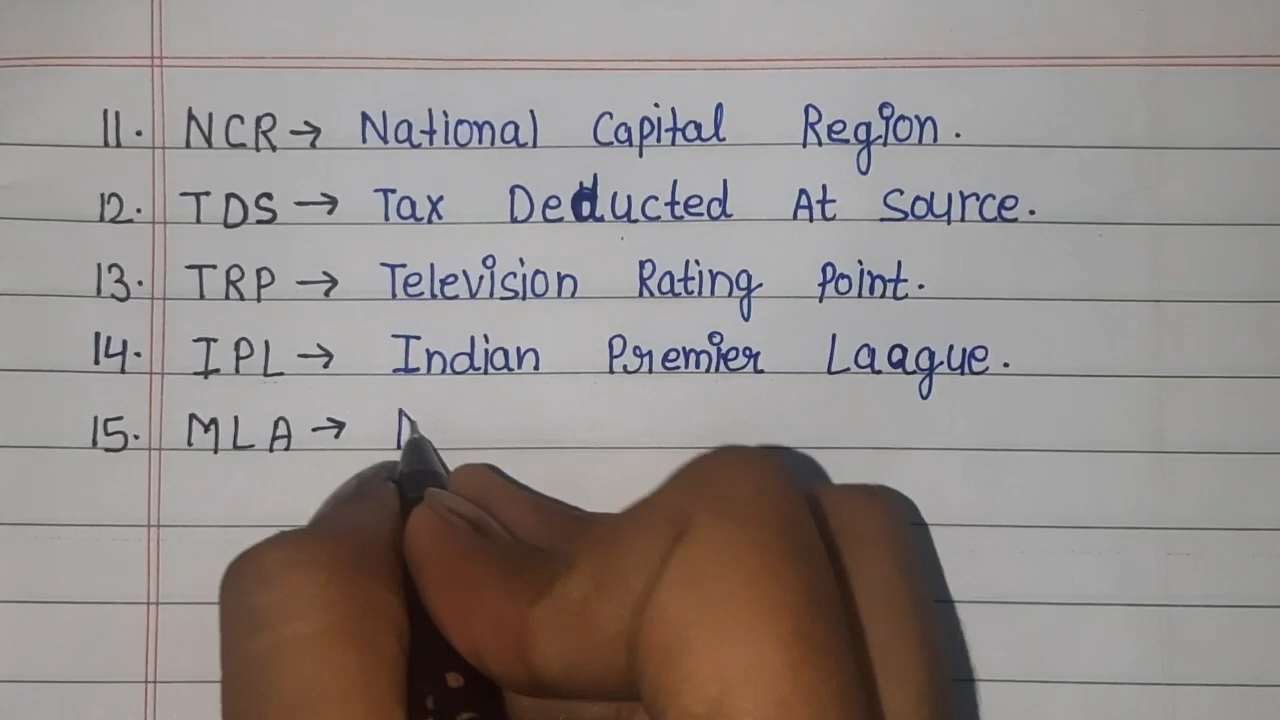 11. NCR → National Capital Region.
12. TDS → Tax Deducted At Source.
13. TRP → Television Rating Point.
14. IPL → Indian Premier Laague.
15. MLA →